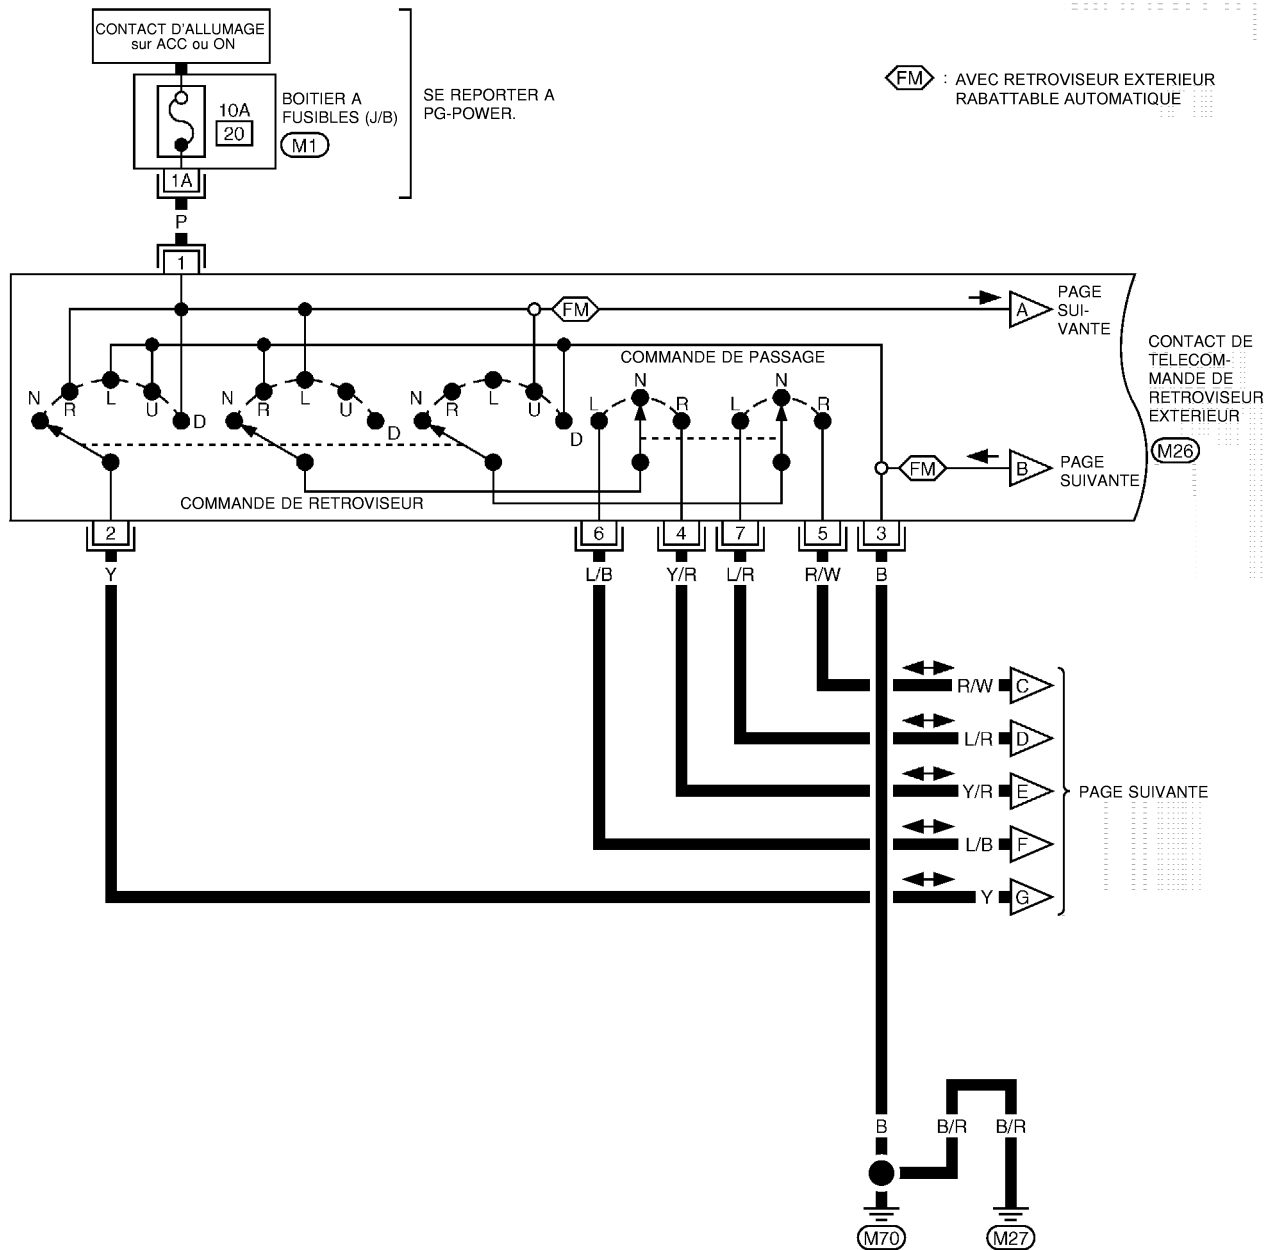 CONTACT D'ALLUMAGE
sur ACC ou ON
10A
20
BOITIER A
FUSIBLES (J/B)
M1
SE REPORTER A
PG-POWER.
FM : AVEC RETROVISEUR EXTERIEUR
RABATTABLE AUTOMATIQUE
1A
P
1
FM
A
PAGE
SUI-
VANTE
CONTACT DE
TELECOM-
MANDE DE
RETROVISEUR
EXTERIEUR
M26
COMMANDE DE PASSAGE
N R L U D
N R L U D
N R L U D
L N R
L N R
FM
B
PAGE
SUIVANTE
COMMANDE DE RETROVISEUR
2 6 4 7 5 3
Y L/B Y/R L/R R/W B
R/W C
L/R D
Y/R E
PAGE SUIVANTE
L/B F
Y G
B B/R B/R
M70 M27